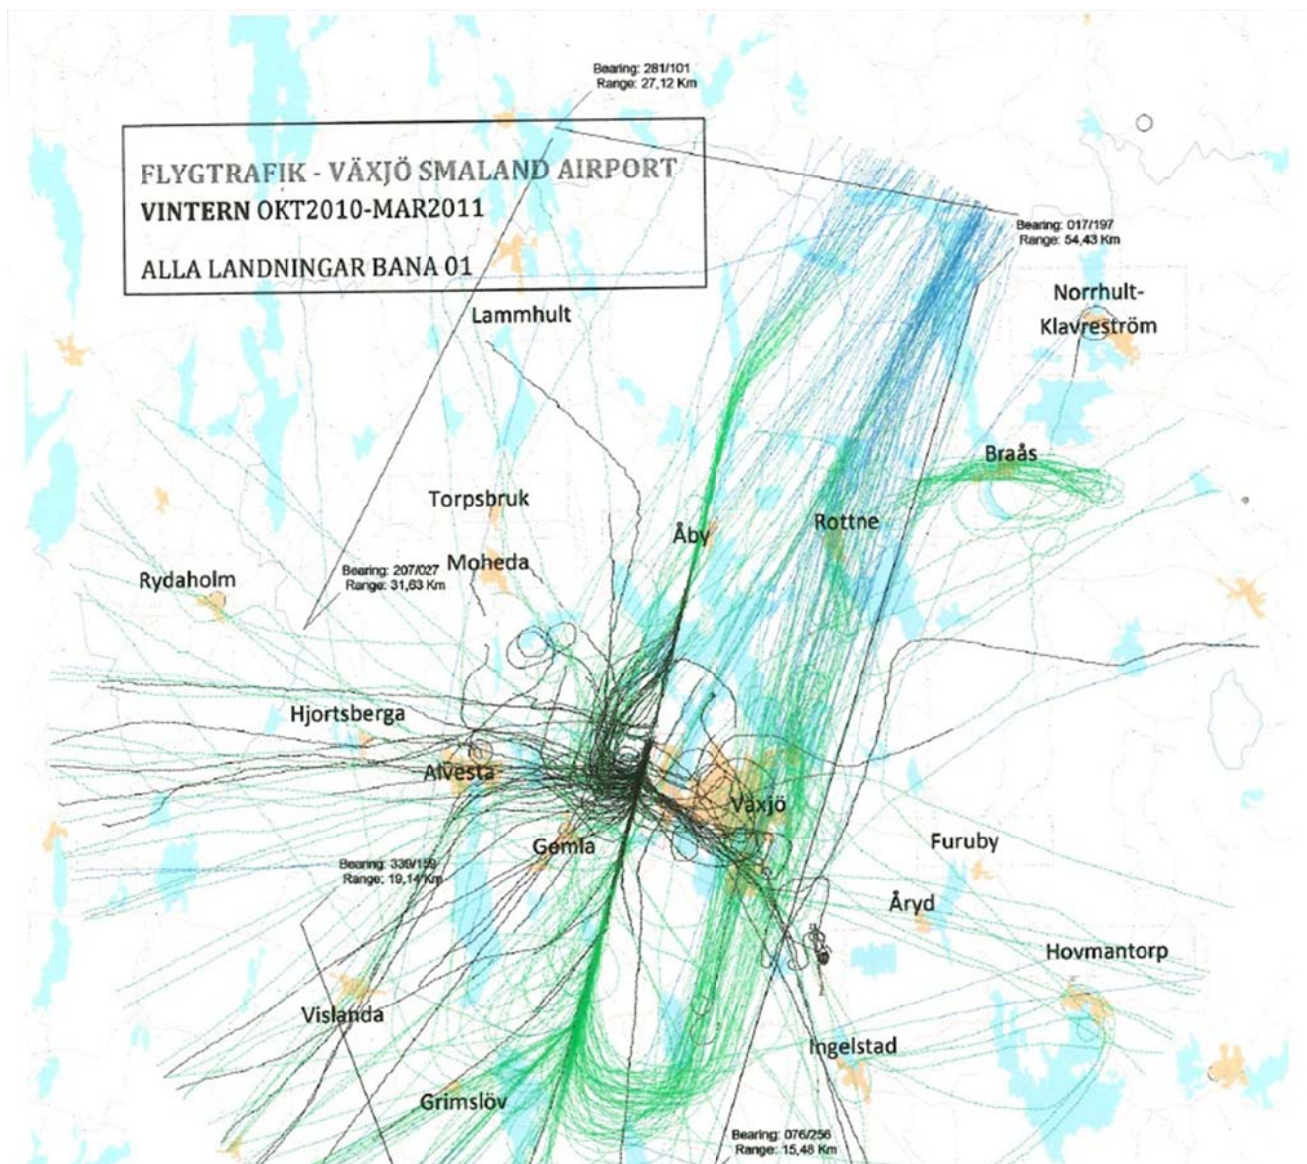 Bearing: 281/101
Range: 27,12 Km
FLYGTRAFIK - VÄXJÖ SMALAND AIRPORT
VINTERN OKT2010-MAR2011
ALLA LANDNINGAR BANA 01
Bearing: 017/197
Range: 54,43 Km
Norrhult-
Klavreström
Lammhult
Braås
Torpsbruk
Åby
Rottne
Moheda
Bearing: 207/027
Range: 31,63 Km
Rydaholm
Hjortsberga
Alvesta
Växjö
Gemla
Furuby
Bearing: 339/159
Range: 19,14 Km
Åryd
Hovmantorp
Vislanda
Ingelstad
Grimslöv
Bearing: 076/256
Range: 15,48 Km